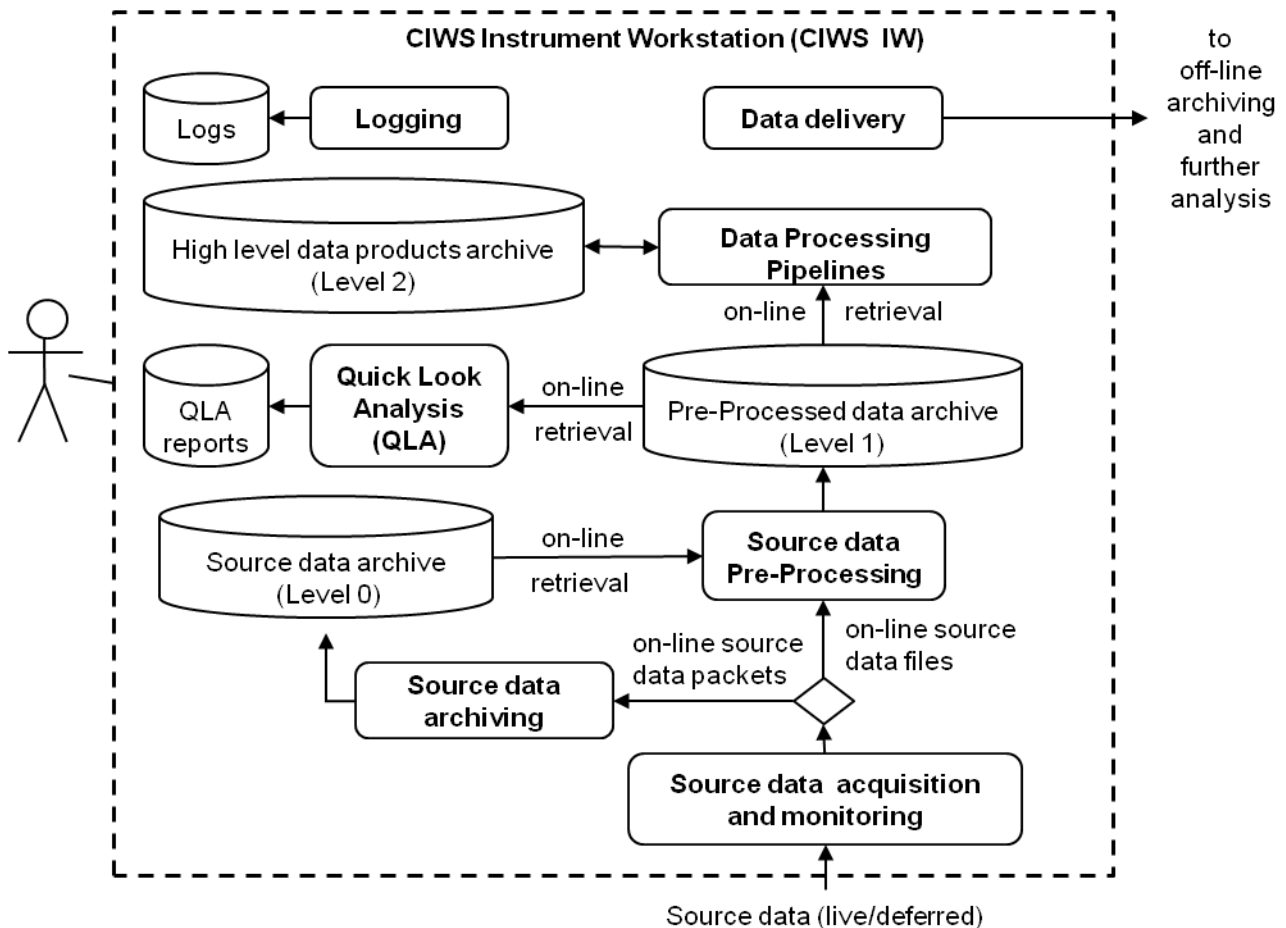 CIWS Instrument Workstation (CIWS IW)
to
off-line
archiving
and
further
analysis
Logs
Logging
Data delivery
High level data products archive
(Level 2)
Data Processing
Pipelines
on-line retrieval
QLA
reports
Quick Look
Analysis
(QLA)
on-line
retrieval
Pre-Processed data archive
(Level 1)
Source data archive
(Level 0)
on-line
retrieval
Source data
Pre-Processing
on-line source
data packets
on-line source
data files
Source data
archiving
Source data acquisition
and monitoring
Source data (live/deferred)